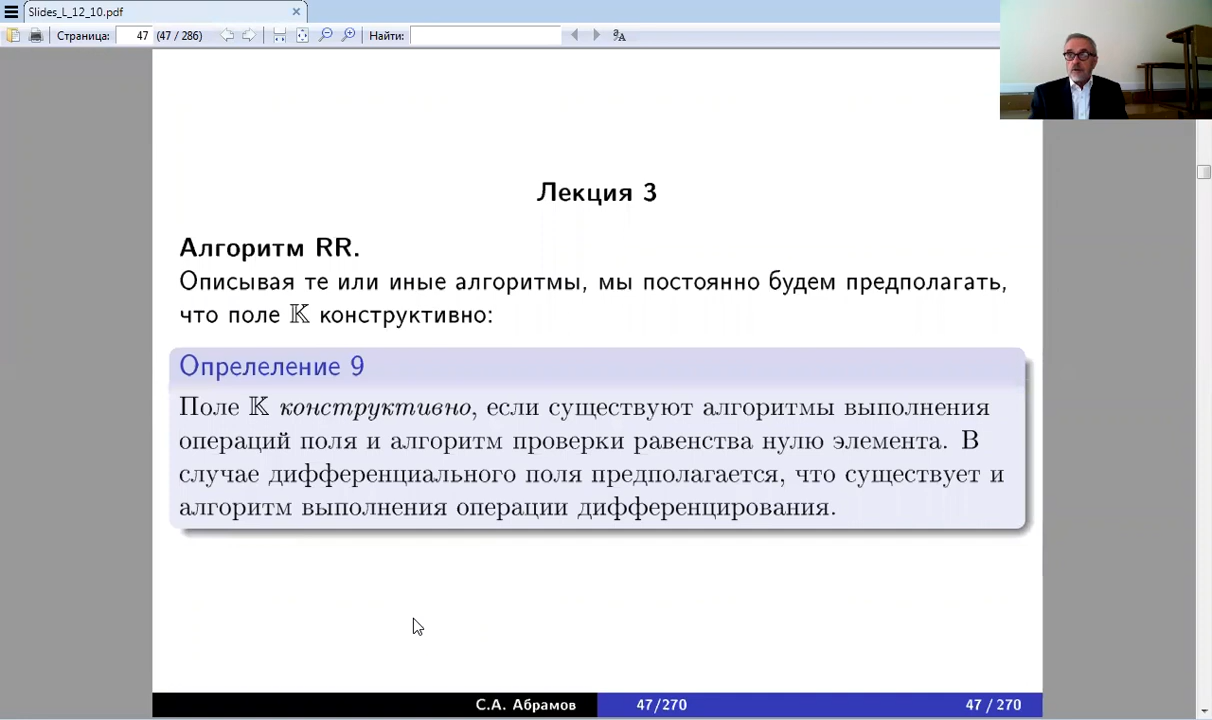 Slides_L_12_10.pdf
Страница: 47 (47 / 286) Найти:
Лекция 3
Алгоритм RR.
Описывая те или иные алгоритмы, мы постоянно будем предполагать,
что поле 𝕂 конструктивно:
Опрелеление 9
Поле 𝕂 конструктивно, если существуют алгоритмы выполнения
операций поля и алгоритм проверки равенства нулю элемента. В
случае дифференциального поля предполагается, что существует и
алгоритм выполнения операции дифференцирования.
С.А. Абрамов 47/270 47 / 270